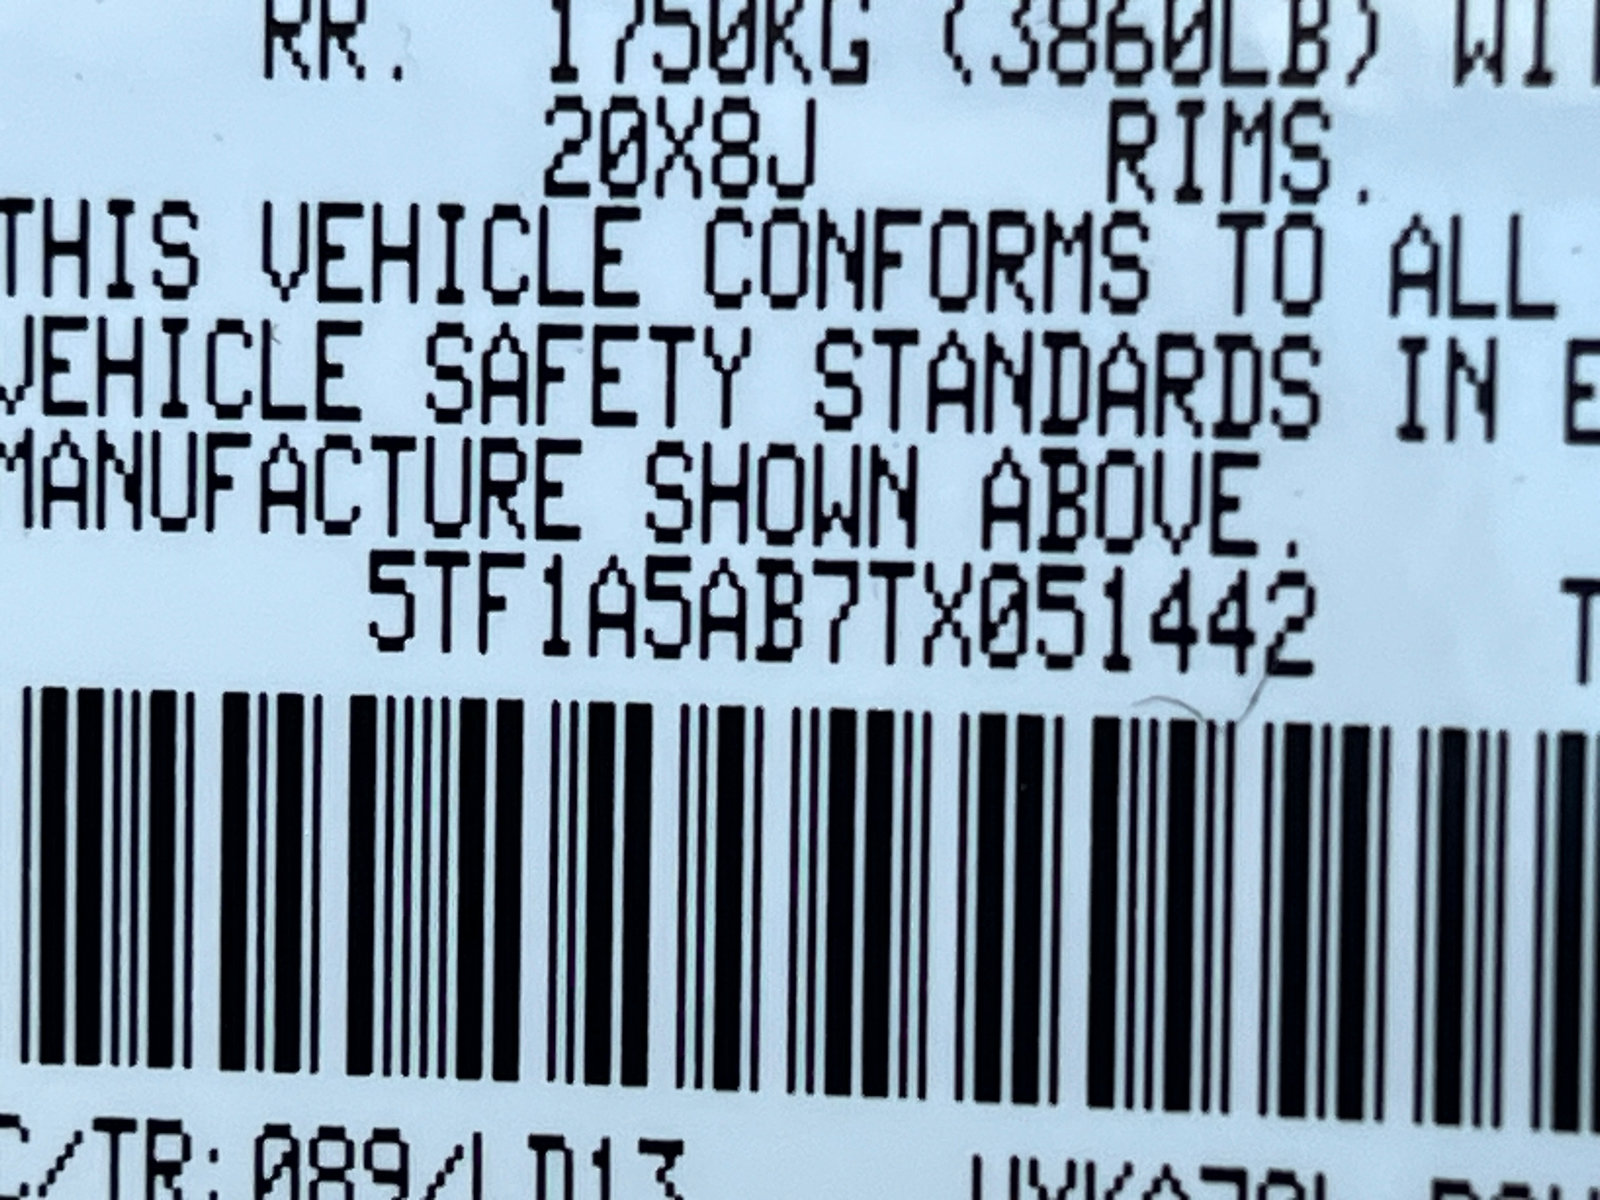 RR. 1750KG (3860LB) WI
20X8J RIMS.
THIS VEHICLE CONFORMS TO ALL
VEHICLE SAFETY STANDARDS IN E
MANUFACTURE SHOWN ABOVE.
5TF1A5AB7TX051442 T
C/TR: 089/LD13